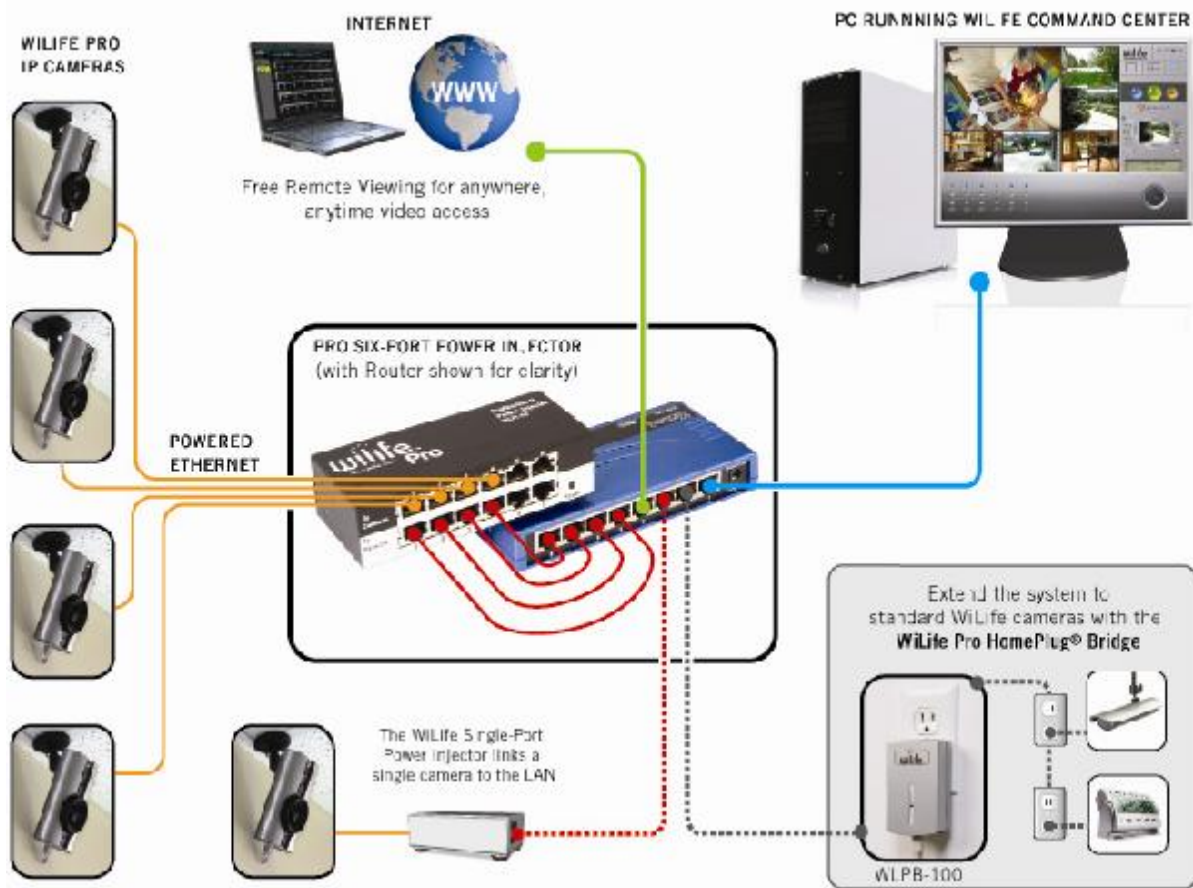 WILIFE PRO
IP CAMERAS
INTERNET
WWW
Free Remote Viewing for anywhere,
anytime video access
PC RUNNNING WILIFE COMMAND CENTER
wilife
PRO SIX-PORT POWER INJECTOR
(with Router shown for clarity)
wilife
Pro
POWERED
ETHERNET
The WiLife Single-Port
Power Injector links a
single camera to the LAN
Extend the system to
standard WiLife cameras with the
WiLife Pro HomePlug® Bridge
wilife
WLPB-100